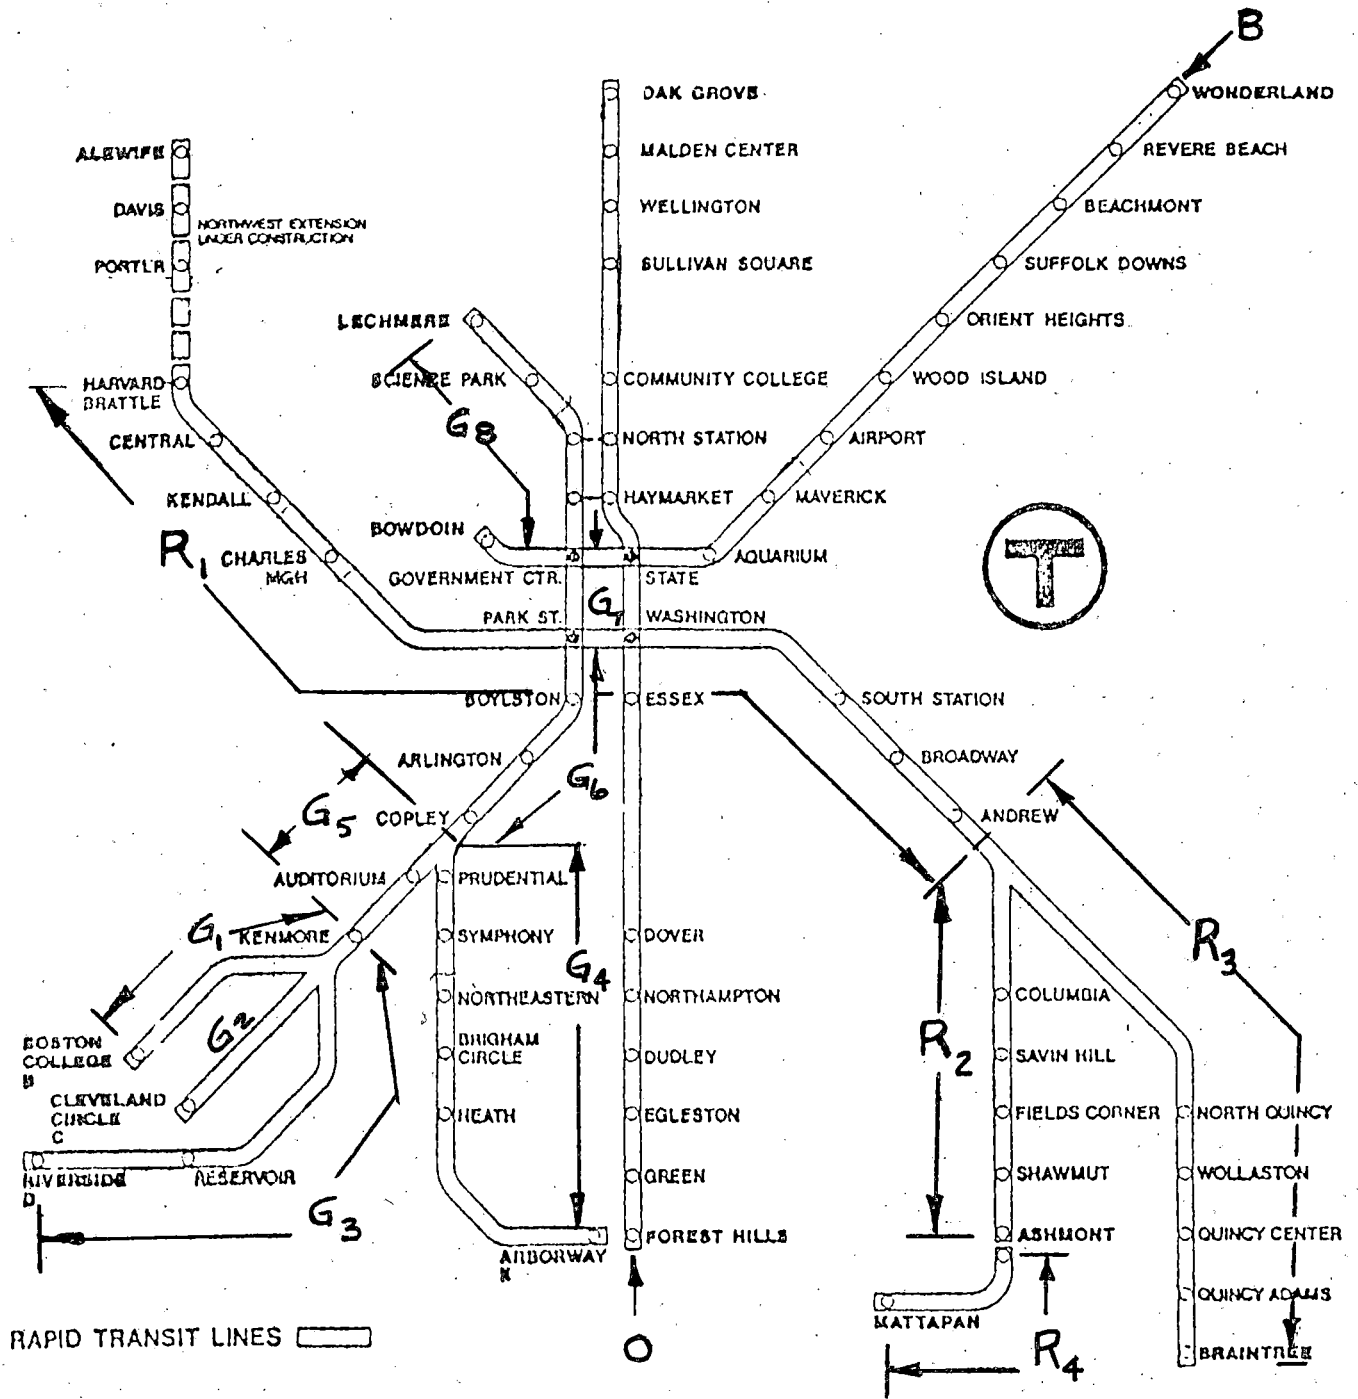 B
OAK GROVE
WONDERLAND
ALEWIFE
MALDEN CENTER
REVERE BEACH
DAVIS
WELLINGTON
BEACHMONT
NORTHWEST EXTENSION
UNDER CONSTRUCTION
PORTER
SULLIVAN SQUARE
SUFFOLK DOWNS
LECHMERE
ORIENT HEIGHTS
HARVARD
BRATTLE
SCIENCE PARK
COMMUNITY COLLEGE
WOOD ISLAND
G8
CENTRAL
NORTH STATION
AIRPORT
KENDALL
HAYMARKET
MAVERICK
BOWDOIN
R1
CHARLES
MGH
AQUARIUM
T
GOVERNMENT CTR.
STATE
G7
PARK ST.
WASHINGTON
BOYLSTON
ESSEX
SOUTH STATION
ARLINGTON
BROADWAY
G6
G5
COPLEY
ANDREW
AUDITORIUM
PRUDENTIAL
G1
KENMORE
SYMPHONY
DOVER
R3
G4
NORTHEASTERN
NORTHAMPTON
COLUMBIA
G2
BOSTON
COLLEGE
B
BRIGHAM
CIRCLE
DUDLEY
R2
SAVIN HILL
CLEVELAND
CIRCLE
C
HEATH
EGLESTON
FIELDS CORNER
NORTH QUINCY
RIVERSIDE
D
RESERVOIR
GREEN
SHAWMUT
WOLLASTON
G3
ARBORWAY
E
FOREST HILLS
ASHMONT
QUINCY CENTER
QUINCY ADAMS
MATTAPAN
RAPID TRANSIT LINES
O
R4
BRAINTREE